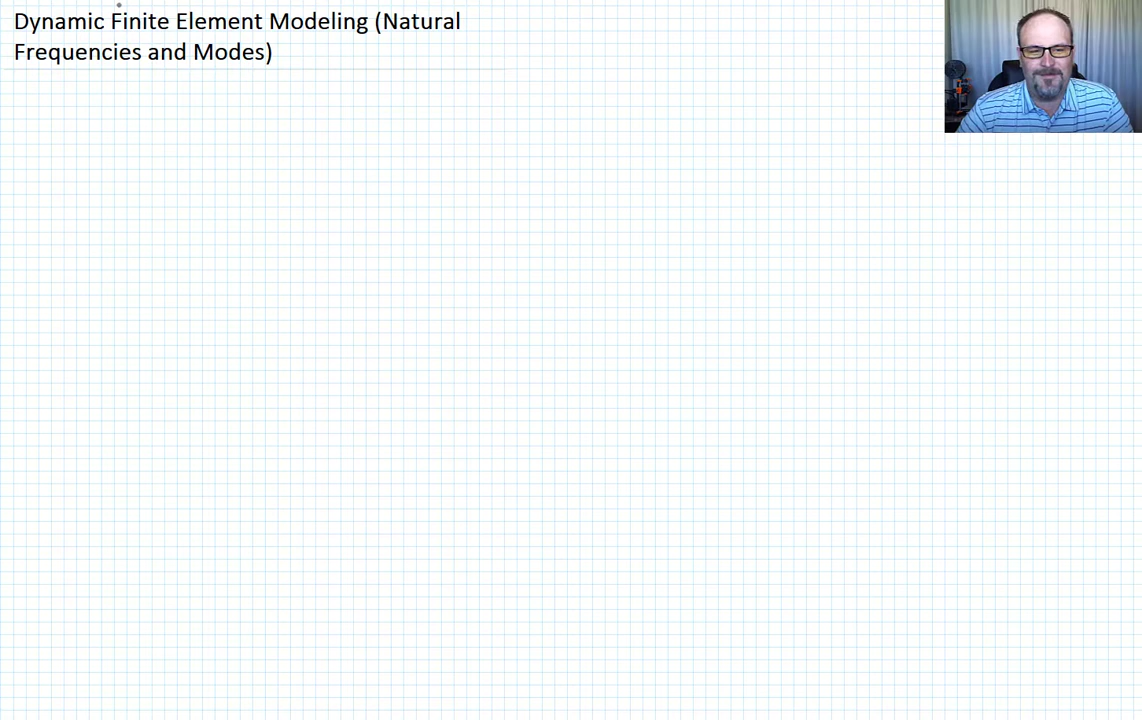 Dynamic Finite Element Modeling (Natural
Frequencies and Modes)